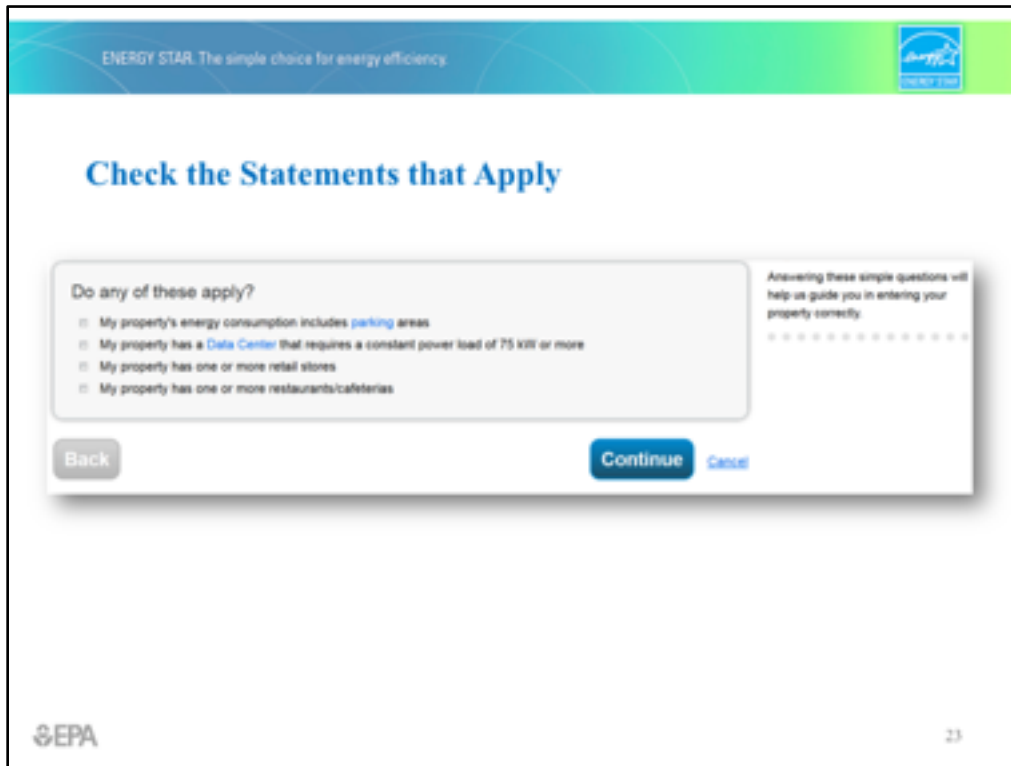 ENERGY STAR. The simple choice for energy efficiency.
ENERGY STAR
Check the Statements that Apply
Do any of these apply?
My property's energy consumption includes parking areas
My property has a Data Center that requires a constant power load of 75 kW or more
My property has one or more retail stores
My property has one or more restaurants/cafeterias
Answering these simple questions will
help us guide you in entering your
property correctly.
Back
Continue
Cancel
EPA
23